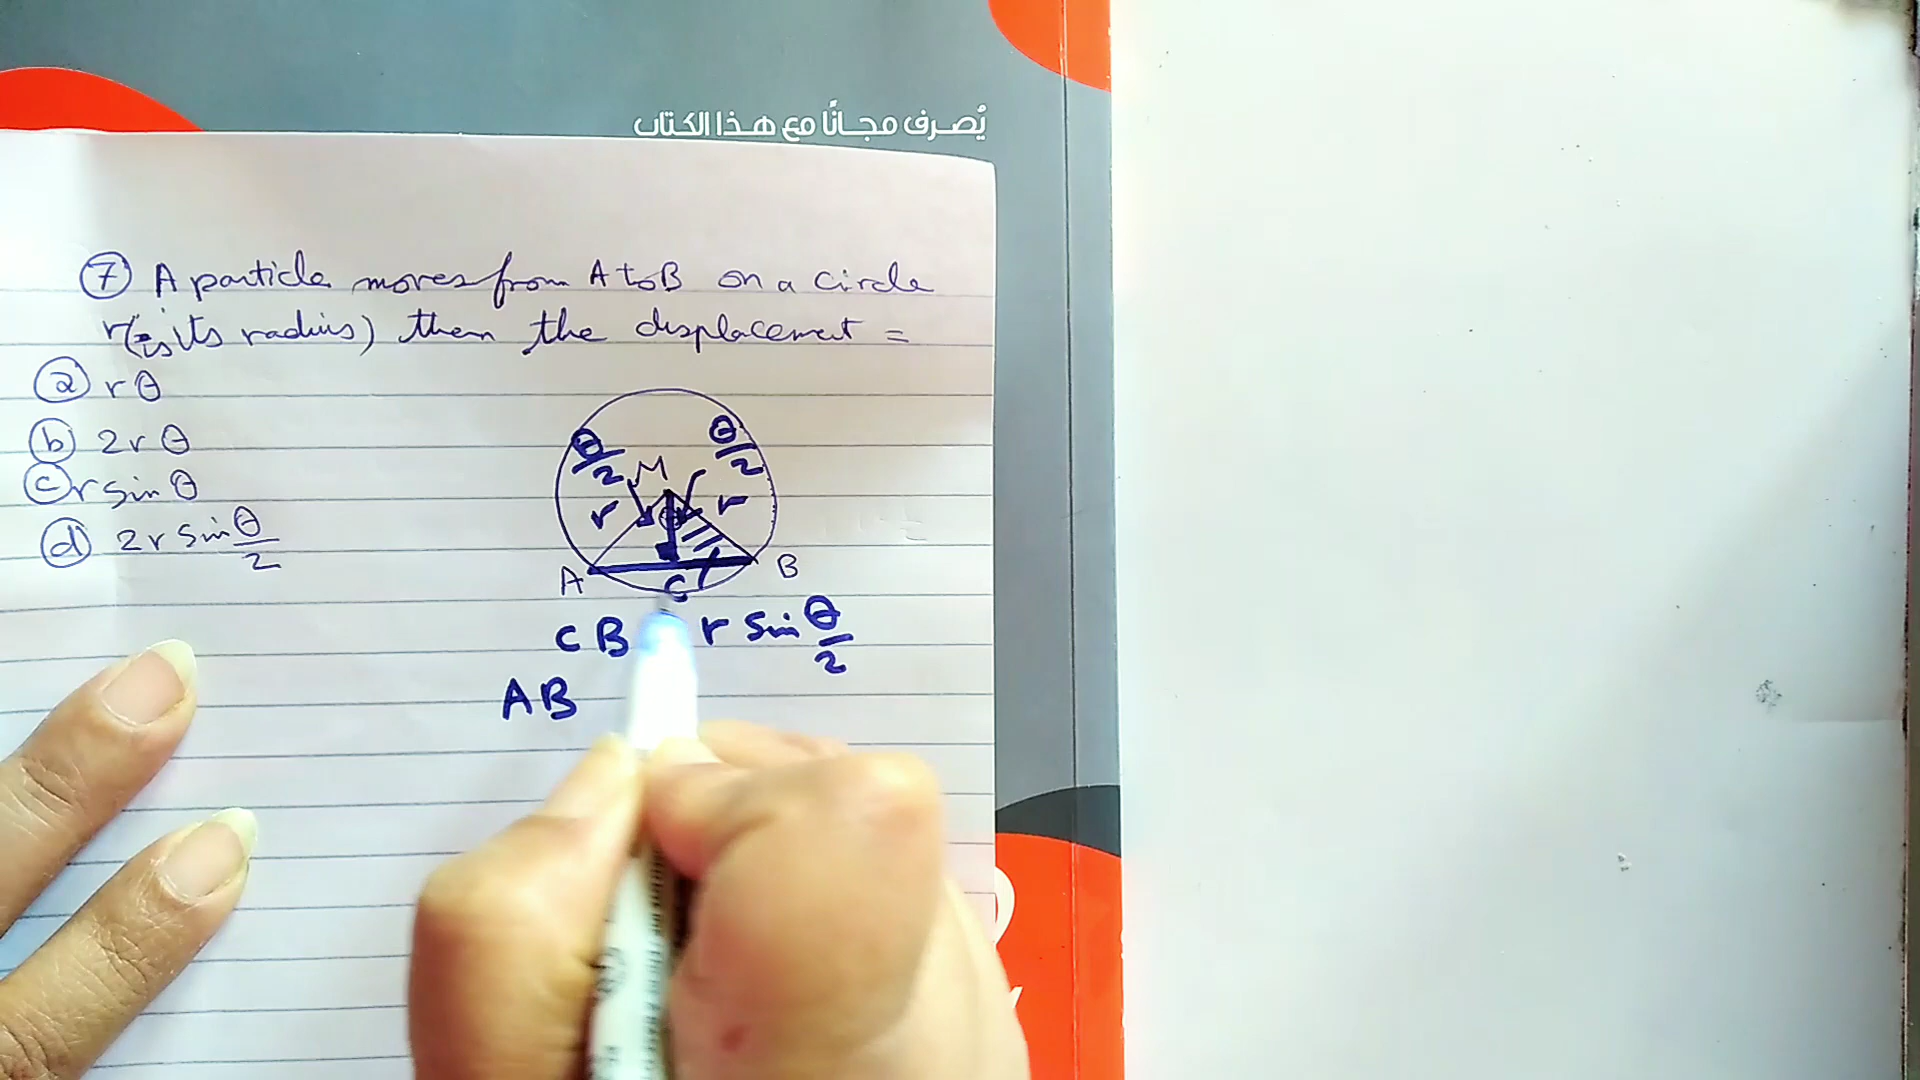 يُصرف مجانًا مع هذا الكتاب
7 A particle moves from A to B on a circle
r(is its radius) then the displacement =
a rθ
b 2rθ
c r sin θ
d 2r sin θ/2
θ/2 θ/2
M
r r
A C B
CB r sin θ/2
AB